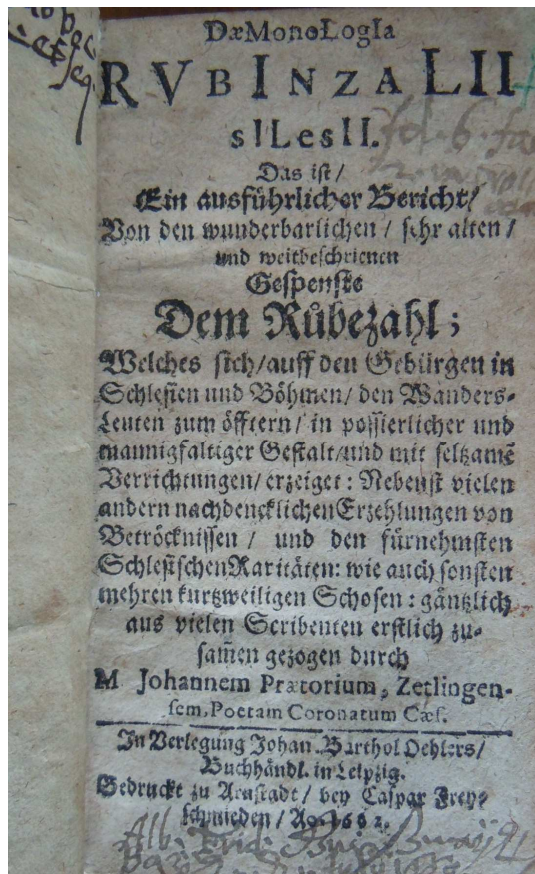 DæMonoLogIa
RVbInzaLII
sILesII.
Das ist/
Ein ausführlicher Bericht/
Von den wunderbarlichen / sehr alten /
und weitbeschrienen
Gespenste
Dem Růbezahl;
Welches sich/auff den Gebürgen in
Schlesien und Böhmen/ den Wanders-
Leuten zum öfftern/ in possierlicher und
mannigfaltiger Gestalt/und mit seltzamē
Verrichtungen/ erzeiget: Nebenst vielen
andern nachdencklichen Erzehlungen von
Betröcknissen / und den fürnehmsten
Schlesischen Raritäten: wie auch sonsten
mehren kurtzweiligen Schosen: gäntzlich
aus vielen Scribenten erstlich zu-
sam̄en gezogen durch
M Johannem Prætorium, Zetlingen-
sem, Poetam Coronatum Cæs.
In Verlegung Johan. Barthol Oehlers/
Buchhändl. in Leipzig.
Gedruckt zu Arnstadt / bey Caspar Frey-
schmieden / Ao. 1662.